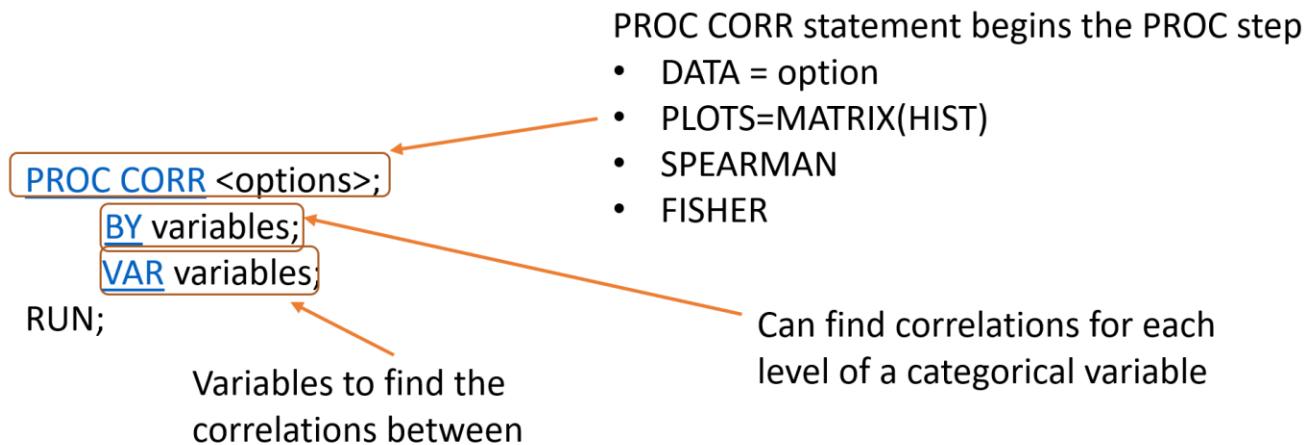 PROC CORR statement begins the PROC step
• DATA = option
• PLOTS=MATRIX(HIST)
• SPEARMAN
• FISHER
PROC CORR <options>;
BY variables;
VAR variables;
RUN;
Can find correlations for each
level of a categorical variable
Variables to find the
correlations between